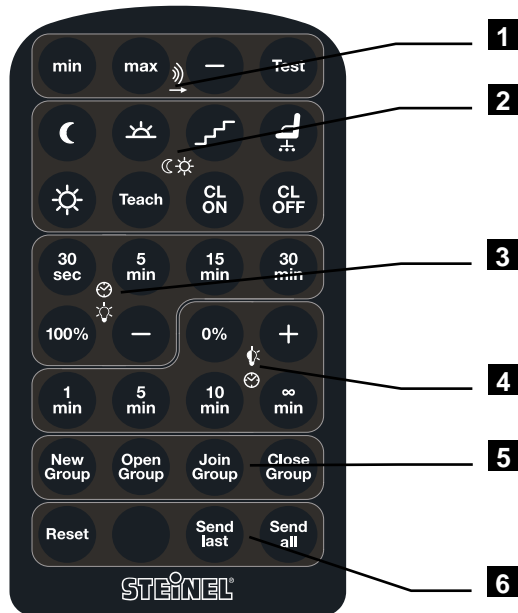 min max – Test
1
2
Teach CL ON CL OFF
30 sec 5 min 15 min 30 min
3
100% – 0% +
4
1 min 5 min 10 min ∞ min
New Group Open Group Join Group Close Group
5
Reset Send last Send all
6
STEINEL®